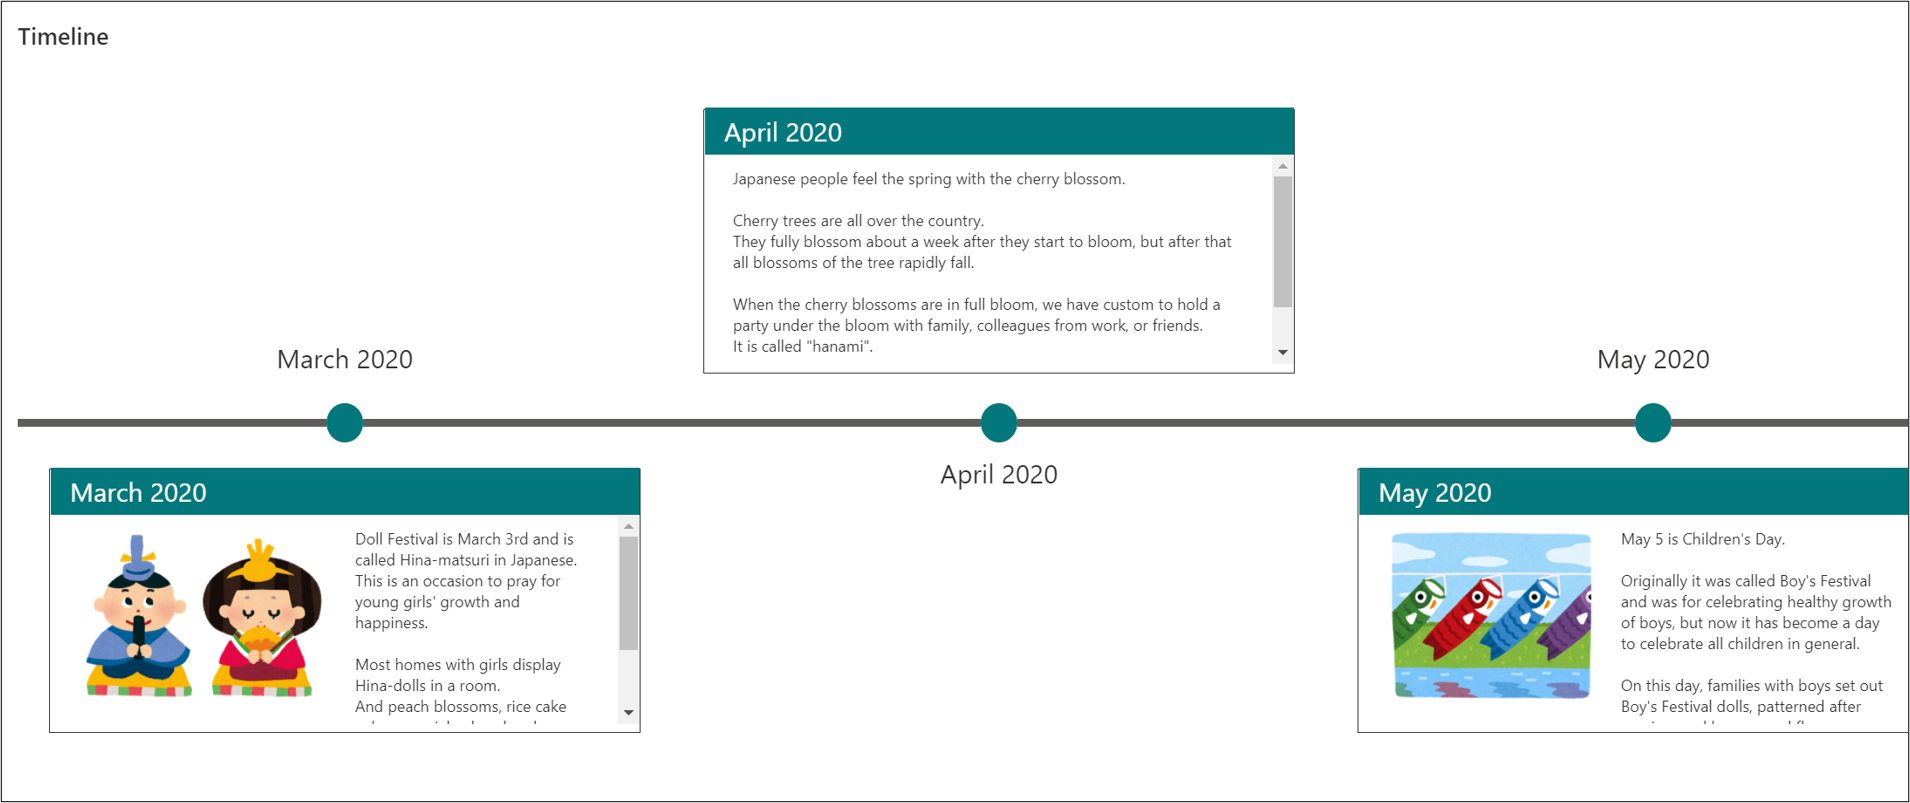 Timeline
April 2020
Japanese people feel the spring with the cherry blossom.
Cherry trees are all over the country.
They fully blossom about a week after they start to bloom, but after that
all blossoms of the tree rapidly fall.
When the cherry blossoms are in full bloom, we have custom to hold a
party under the bloom with family, colleagues from work, or friends.
It is called "hanami".
March 2020
May 2020
April 2020
March 2020
Doll Festival is March 3rd and is
called Hina-matsuri in Japanese.
This is an occasion to pray for
young girls' growth and
happiness.
Most homes with girls display
Hina-dolls in a room.
And peach blossoms, rice cake
May 2020
May 5 is Children's Day.
Originally it was called Boy's Festival
and was for celebrating healthy growth
of boys, but now it has become a day
to celebrate all children in general.
On this day, families with boys set out
Boy's Festival dolls, patterned after